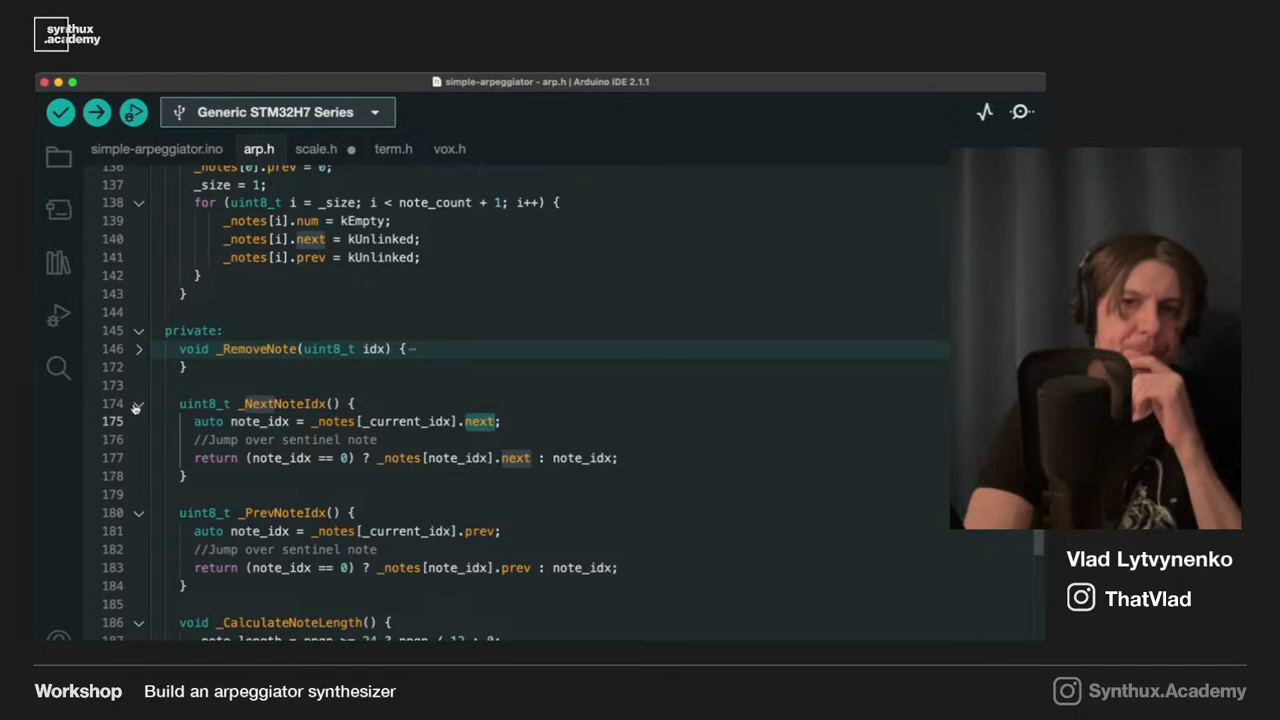 synthux
.academy
simple-arpeggiator - arp.h | Arduino IDE 2.1.1
Generic STM32H7 Series
simple-arpeggiator.ino arp.h scale.h term.h vox.h
136 _notes[0].prev = 0;
137 _size = 1;
138 for (uint8_t i = _size; i < note_count + 1; i++) {
139 _notes[i].num = kEmpty;
140 _notes[i].next = kUnlinked;
141 _notes[i].prev = kUnlinked;
142 }
143 }
144
145 private:
146 void _RemoveNote(uint8_t idx) {
172 }
173
174 uint8_t _NextNoteIdx() {
175 auto note_idx = _notes[_current_idx].next;
176 //Jump over sentinel note
177 return (note_idx == 0) ? _notes[note_idx].next : note_idx;
178 }
179
180 uint8_t _PrevNoteIdx() {
181 auto note_idx = _notes[_current_idx].prev;
182 //Jump over sentinel note
183 return (note_idx == 0) ? _notes[note_idx].prev : note_idx;
184 }
185
186 void _CalculateNoteLength() {
187
Vlad Lytvynenko
ThatVlad
Workshop Build an arpeggiator synthesizer
Synthux.Academy